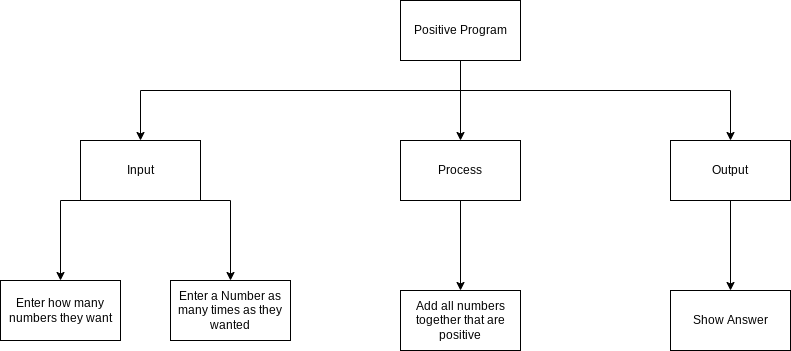 Positive Program
Input
Process
Output
Enter how many
numbers they want
Enter a Number as
many times as they
wanted
Add all numbers
together that are
positive
Show Answer